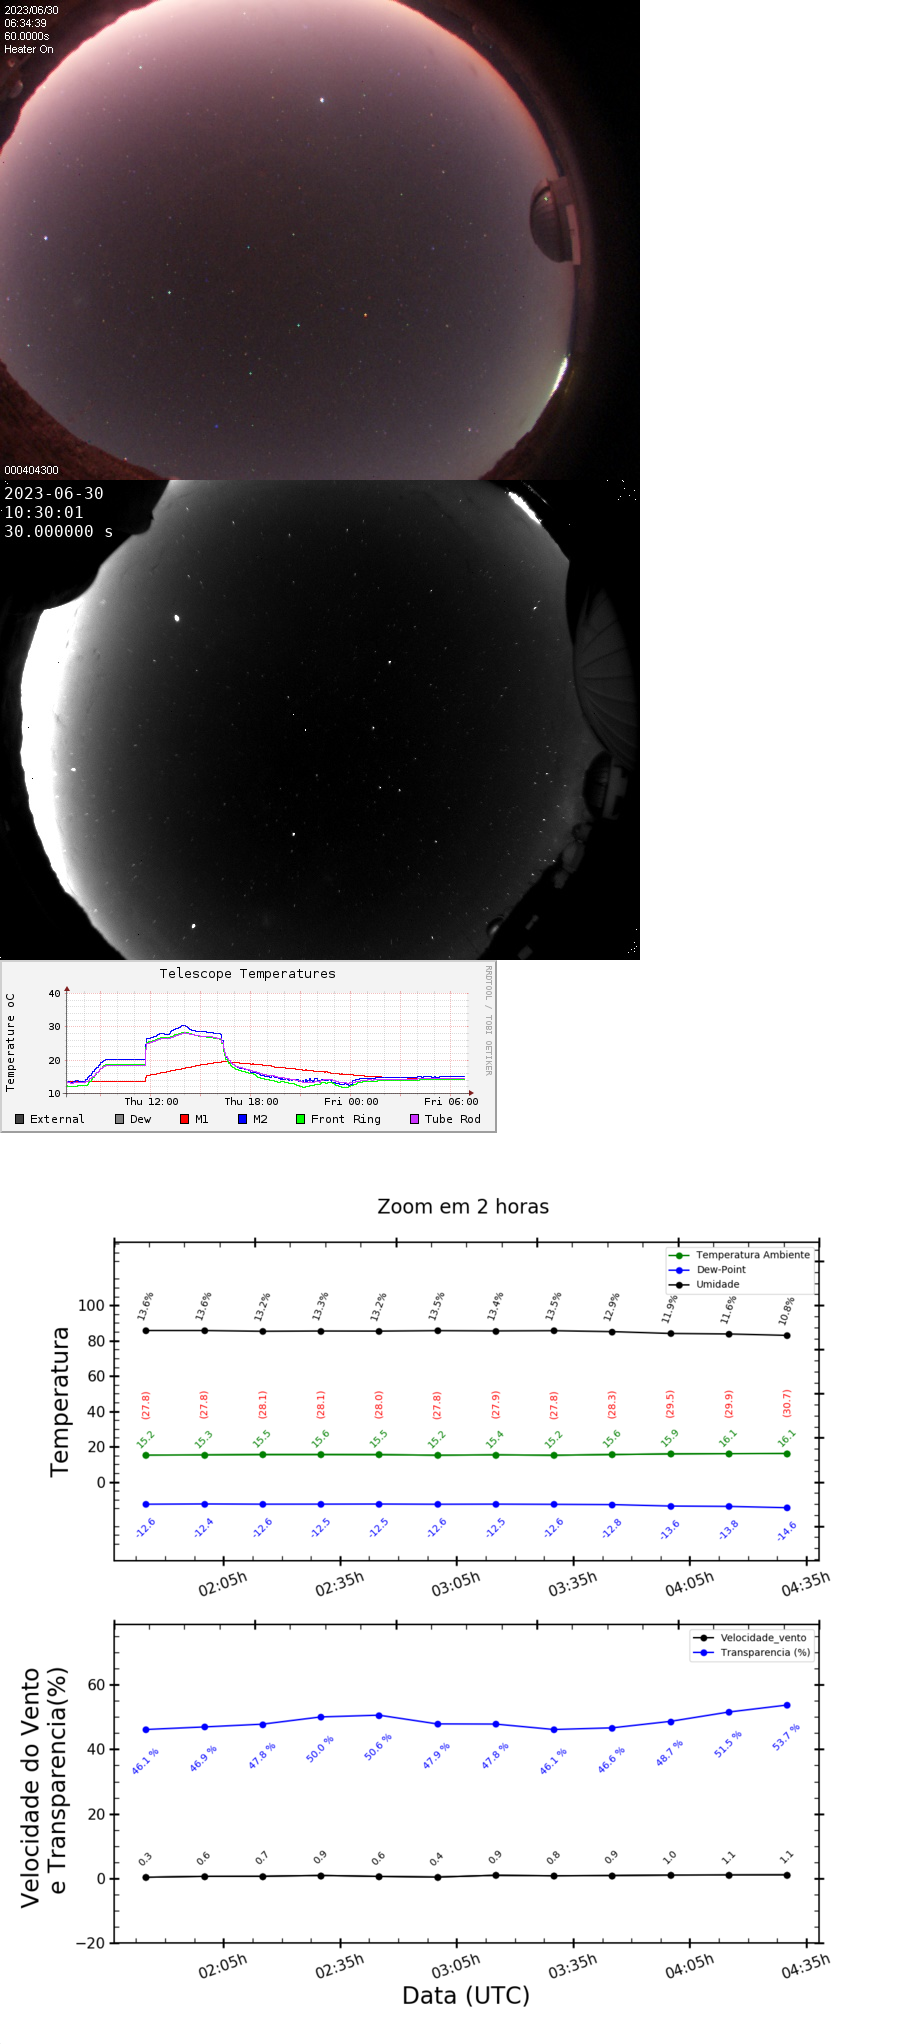 2023/06/30
06:34:39
60.0000s
Heater On
000404300
2023-06-30
10:30:01
30.000000 s
Telescope Temperatures
RRDTOOL / TOBI OETIKER
Temperature oC
40
30
20
10
Thu 12:00 Thu 18:00 Fri 00:00 Fri 06:00
External Dew M1 M2 Front Ring Tube Rod
Zoom em 2 horas
Temperatura Ambiente
Dew-Point
Umidade
Temperatura
100
80
60
40
20
0
13.6% 13.6% 13.2% 13.3% 13.2% 13.5% 13.4% 13.5% 12.9% 11.9% 11.6% 10.8%
(27.8) (27.8) (28.1) (28.1) (28.0) (27.8) (27.9) (27.8) (28.3) (29.5) (29.9) (30.7)
15.2 15.3 15.5 15.6 15.5 15.2 15.4 15.2 15.6 15.9 16.1 16.1
-12.6 -12.4 -12.6 -12.5 -12.5 -12.6 -12.5 -12.6 -12.8 -13.6 -13.8 -14.6
02:05h 02:35h 03:05h 03:35h 04:05h 04:35h
Velocidade_vento
Transparencia (%)
Velocidade do Vento
e Transparencia(%)
60
40
20
0
−20
46.1 % 46.9 % 47.8 % 50.0 % 50.6 % 47.9 % 47.8 % 46.1 % 46.6 % 48.7 % 51.5 % 53.7 %
0.3 0.6 0.7 0.9 0.6 0.4 0.9 0.8 0.9 1.0 1.1 1.1
02:05h 02:35h 03:05h 03:35h 04:05h 04:35h
Data (UTC)